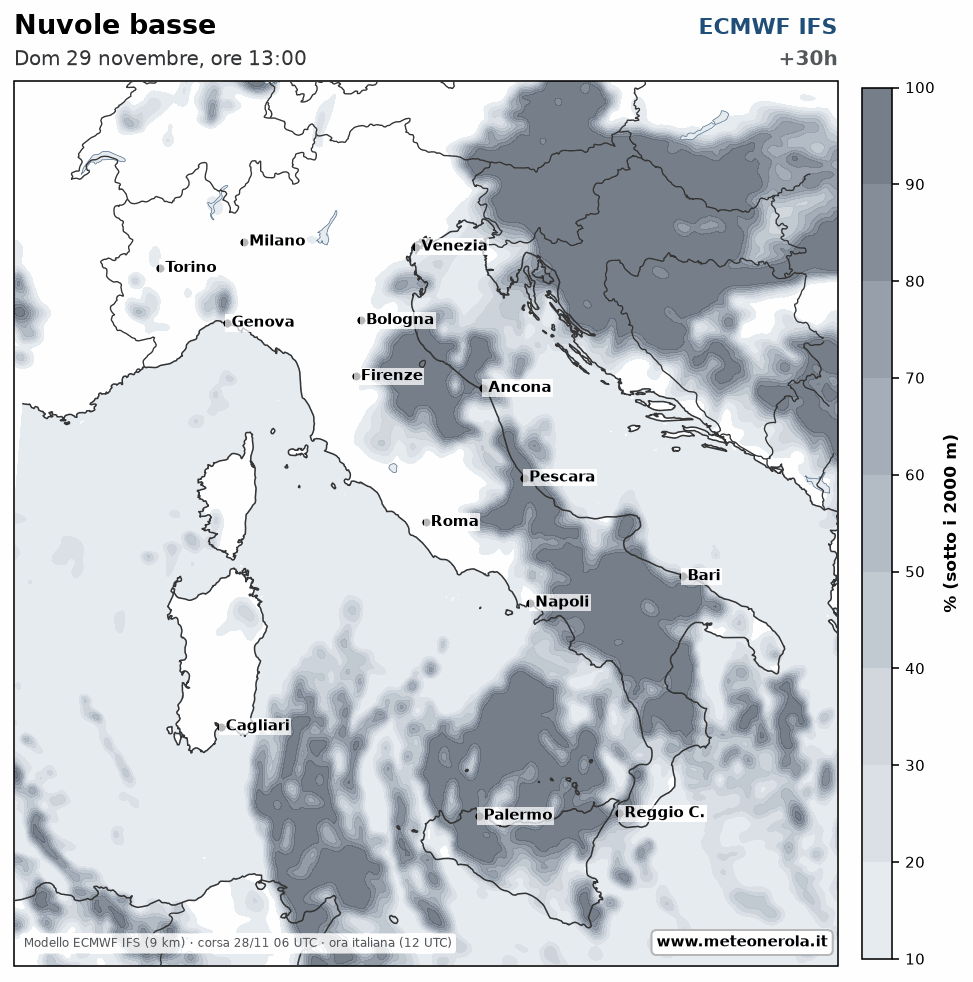 Nuvole basse
ECMWF IFS
Dom 29 novembre, ore 13:00
+30h
100
90
80
70
60
50
40
30
20
10
% (sotto i 2000 m)
Milano
Venezia
Torino
Genova
Bologna
Firenze
Ancona
Pescara
Roma
Bari
Napoli
Cagliari
Palermo
Reggio C.
Modello ECMWF IFS (9 km) · corsa 28/11 06 UTC · ora italiana (12 UTC)
www.meteonerola.it